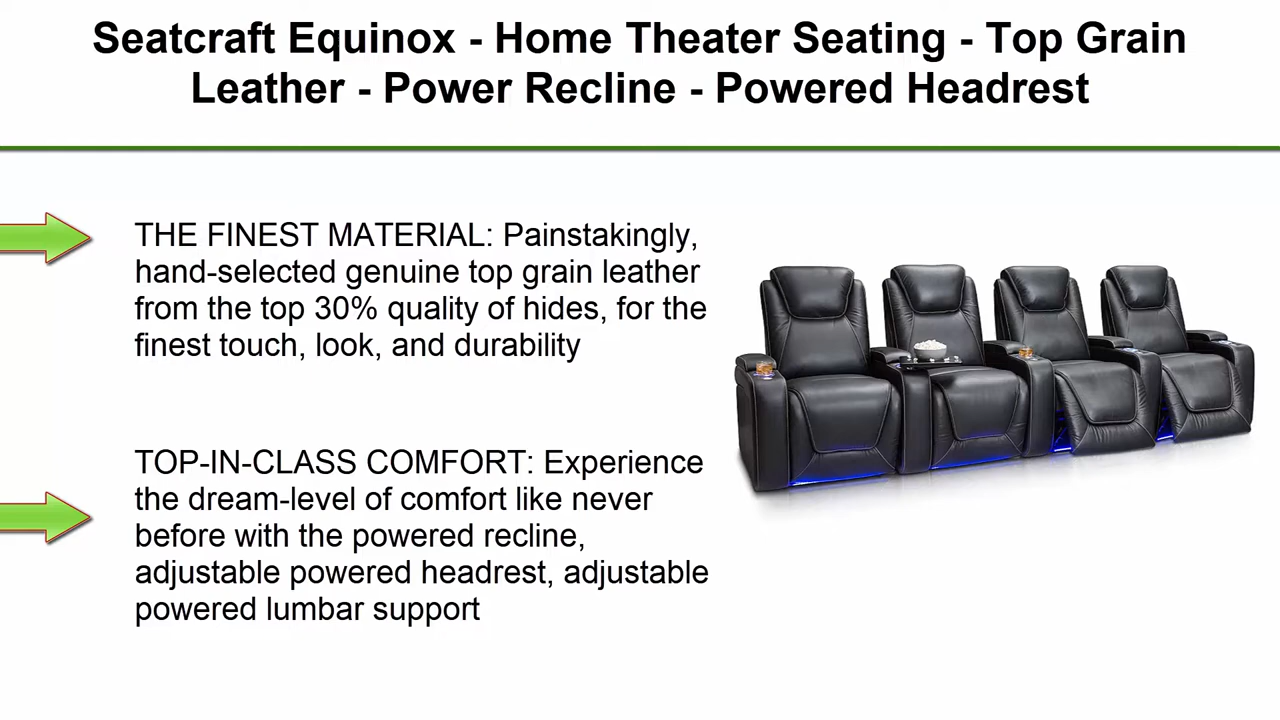 Seatcraft Equinox - Home Theater Seating - Top Grain
Leather - Power Recline - Powered Headrest
THE FINEST MATERIAL: Painstakingly,
hand-selected genuine top grain leather
from the top 30% quality of hides, for the
finest touch, look, and durability
TOP-IN-CLASS COMFORT: Experience
the dream-level of comfort like never
before with the powered recline,
adjustable powered headrest, adjustable
powered lumbar support